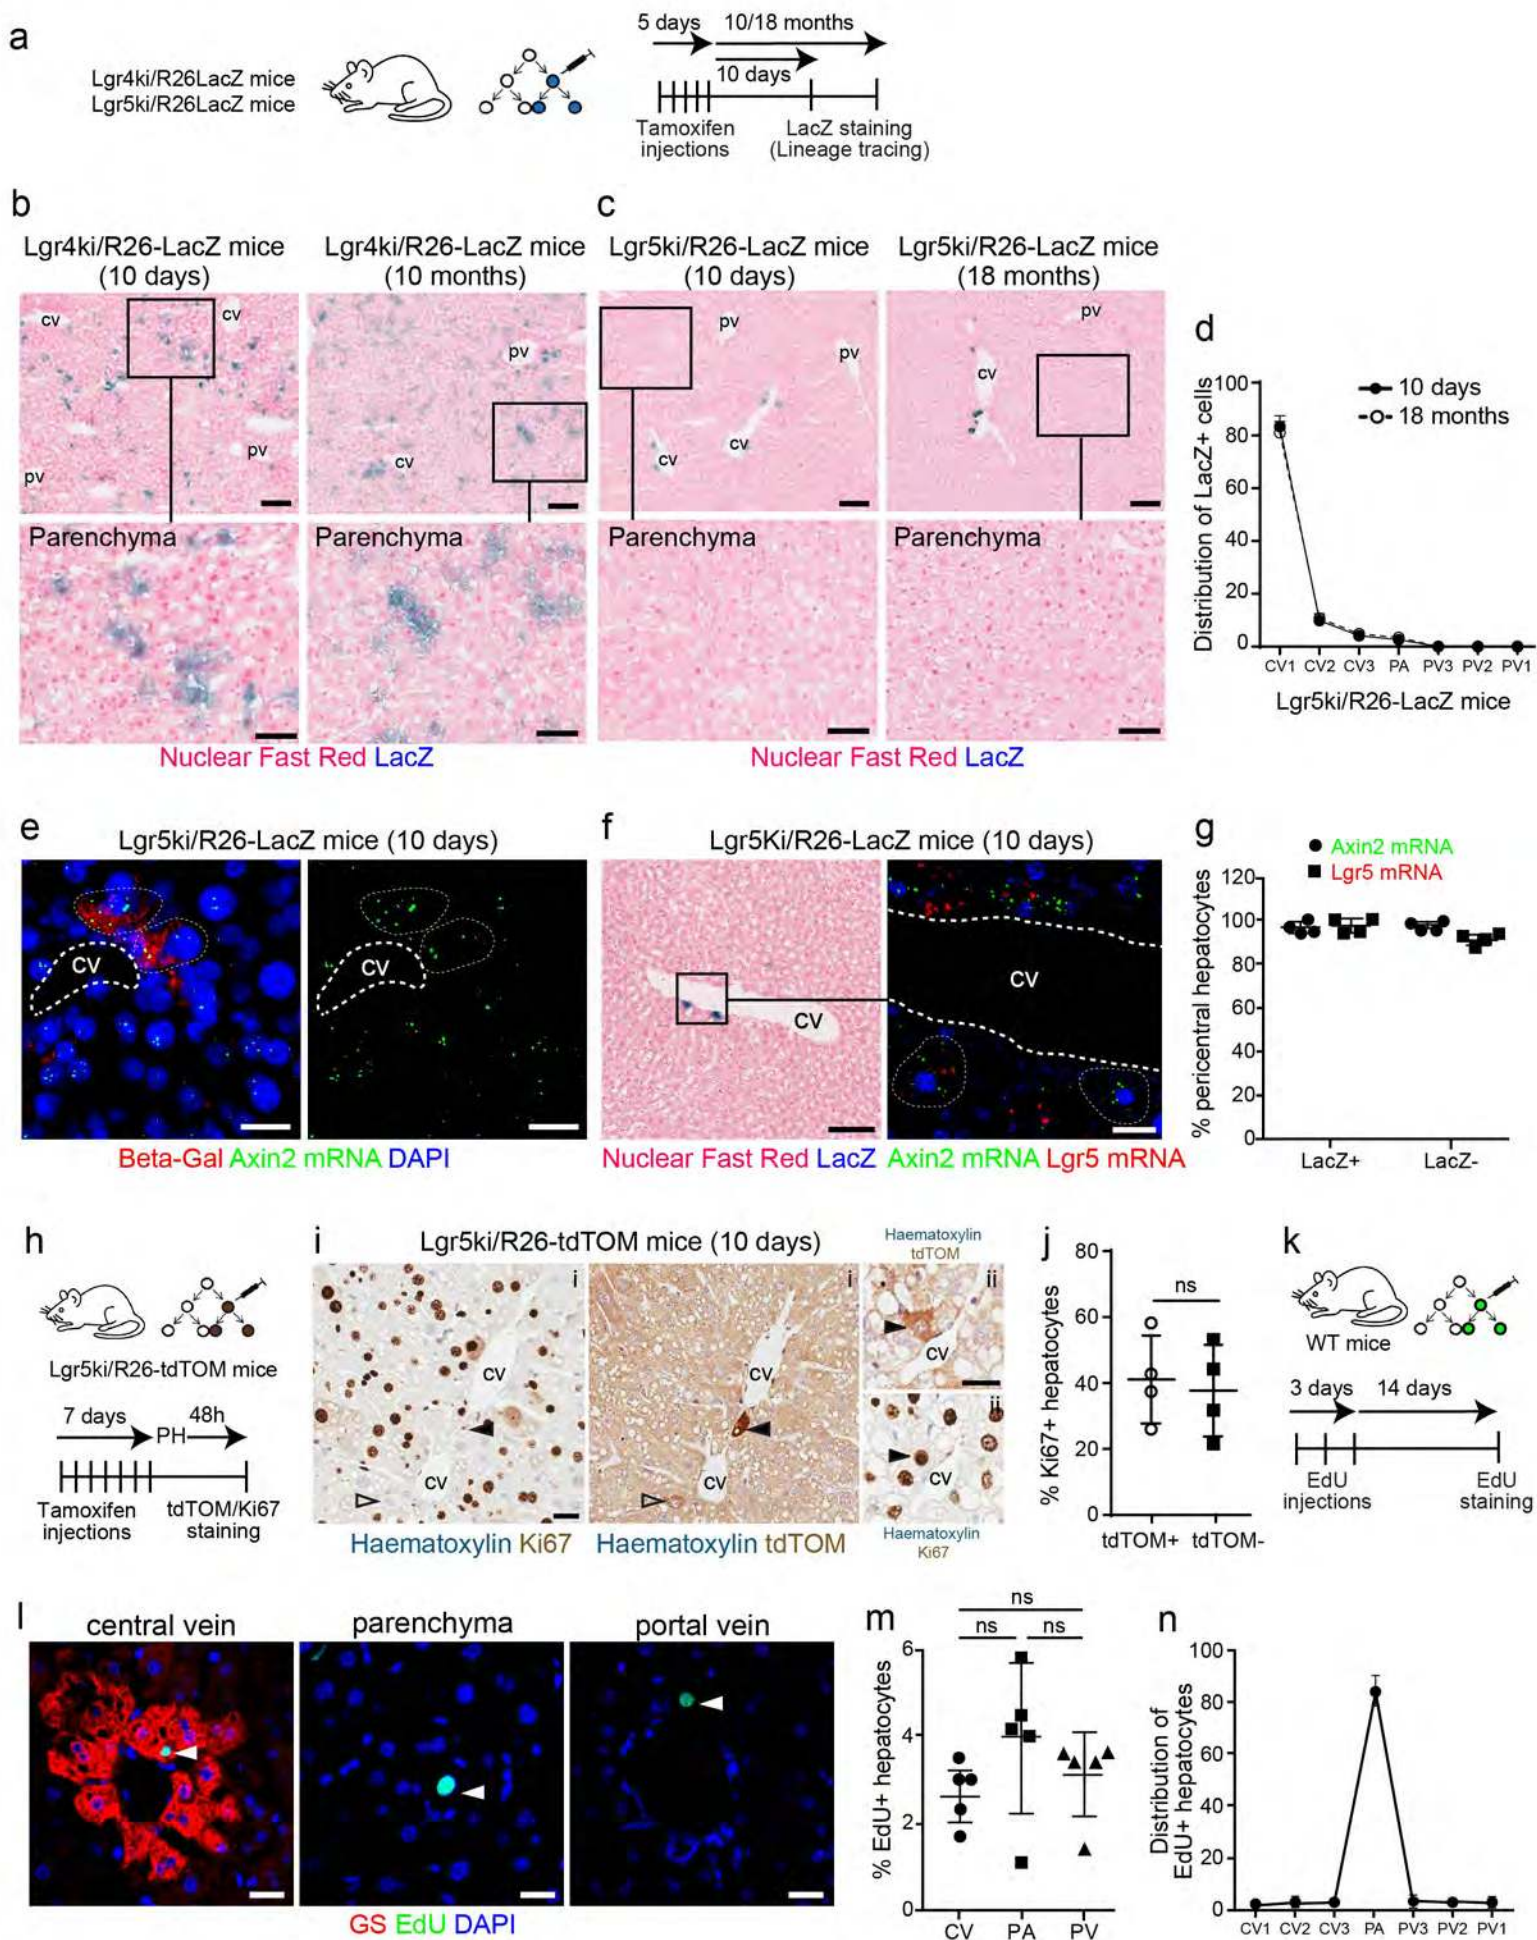 a
Lgr4ki/R26LacZ mice
Lgr5ki/R26LacZ mice
5 days
10/18 months
10 days
Tamoxifen
injections
LacZ staining
(Lineage tracing)
b
Lgr4ki/R26-LacZ mice
(10 days)
Lgr4ki/R26-LacZ mice
(10 months)
cv
cv
pv
pv
pv
cv
Parenchyma
Parenchyma
Nuclear Fast Red LacZ
c
Lgr5ki/R26-LacZ mice
(10 days)
Lgr5ki/R26-LacZ mice
(18 months)
pv
pv
cv
cv
pv
cv
Parenchyma
Parenchyma
Nuclear Fast Red LacZ
d
10 days
18 months
Distribution of LacZ+ cells
100
80
60
40
20
0
CV1 CV2 CV3 PA PV3 PV2 PV1
Lgr5ki/R26-LacZ mice
e
Lgr5ki/R26-LacZ mice (10 days)
CV
CV
Beta-Gal Axin2 mRNA DAPI
f
Lgr5Ki/R26-LacZ mice (10 days)
CV
CV
Nuclear Fast Red LacZ Axin2 mRNA Lgr5 mRNA
g
Axin2 mRNA
Lgr5 mRNA
% pericentral hepatocytes
120
100
80
60
40
20
0
LacZ+ LacZ-
h
Lgr5ki/R26-tdTOM mice
7 days PH 48h
Tamoxifen
injections
tdTOM/Ki67
staining
i
Lgr5ki/R26-tdTOM mice (10 days)
i
CV
CV
i
CV
CV
Haematoxylin
tdTOM
ii
CV
ii
CV
Haematoxylin
Ki67
Haematoxylin Ki67
Haematoxylin tdTOM
j
% Ki67+ hepatocytes
80
60
40
20
0
ns
tdTOM+ tdTOM-
k
WT mice
3 days 14 days
EdU
injections
EdU
staining
l
central vein
parenchyma
portal vein
GS EdU DAPI
m
% EdU+ hepatocytes
6
4
2
0
ns
ns
ns
CV PA PV
n
Distribution of
EdU+ hepatocytes
100
80
60
40
20
0
CV1 CV2 CV3 PA PV3 PV2 PV1